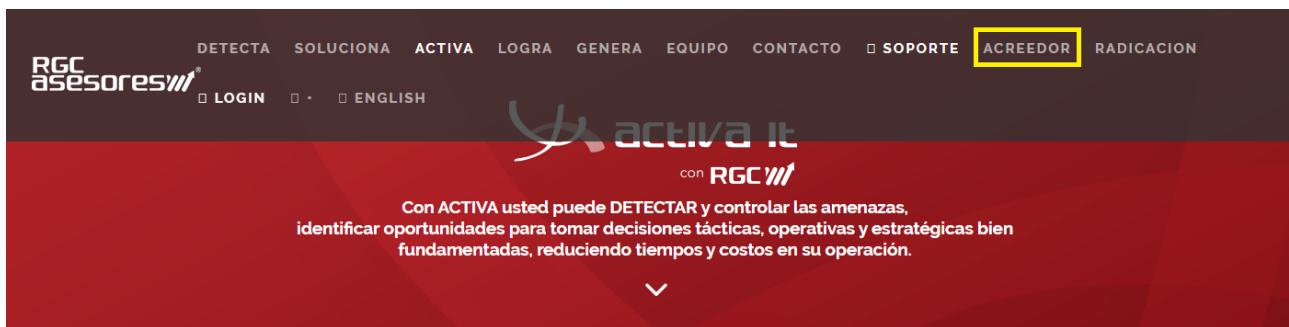 RGC
asesores
DETECTA SOLUCIONA ACTIVA LOGRA GENERA EQUIPO CONTACTO SOPORTE ACREEDOR RADICACION
LOGIN ENGLISH
activa it
con RGC
Con ACTIVA usted puede DETECTAR y controlar las amenazas,
identificar oportunidades para tomar decisiones tácticas, operativas y estratégicas bien
fundamentadas, reduciendo tiempos y costos en su operación.